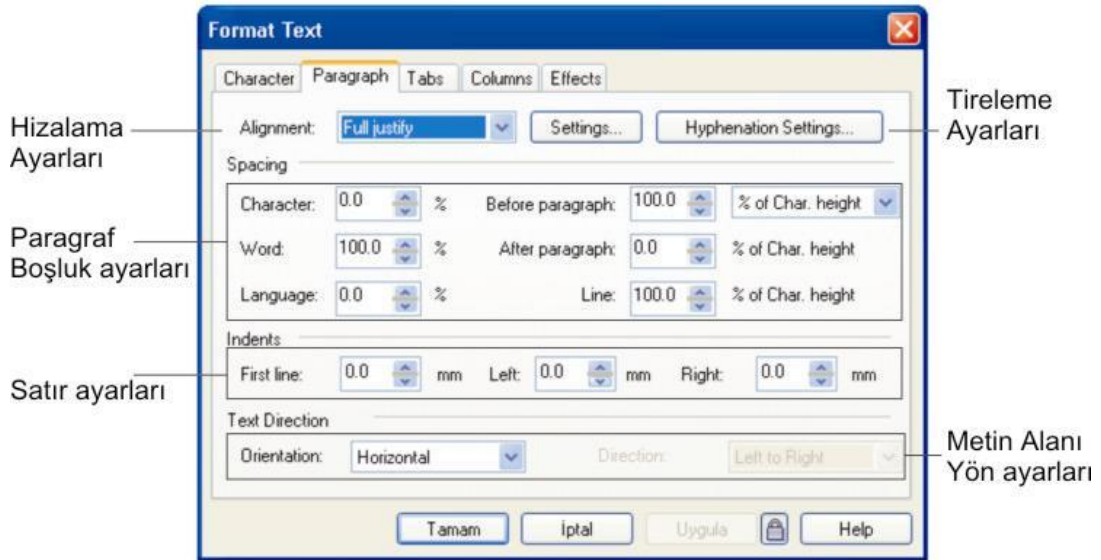 Format Text
Character Paragraph Tabs Columns Effects
Hizalama
Ayarları
Alignment: Full justify Settings... Hyphenation Settings...
Tireleme
Ayarları
Spacing
Paragraf
Boşluk ayarları
Character: 0.0 % Before paragraph: 100.0 % of Char. height
Word: 100.0 % After paragraph: 0.0 % of Char. height
Language: 0.0 % Line: 100.0 % of Char. height
Indents
Satır ayarları
First line: 0.0 mm Left: 0.0 mm Right: 0.0 mm
Text Direction
Orientation: Horizontal Direction: Left to Right
Metin Alanı
Yön ayarları
Tamam İptal Uygula Help